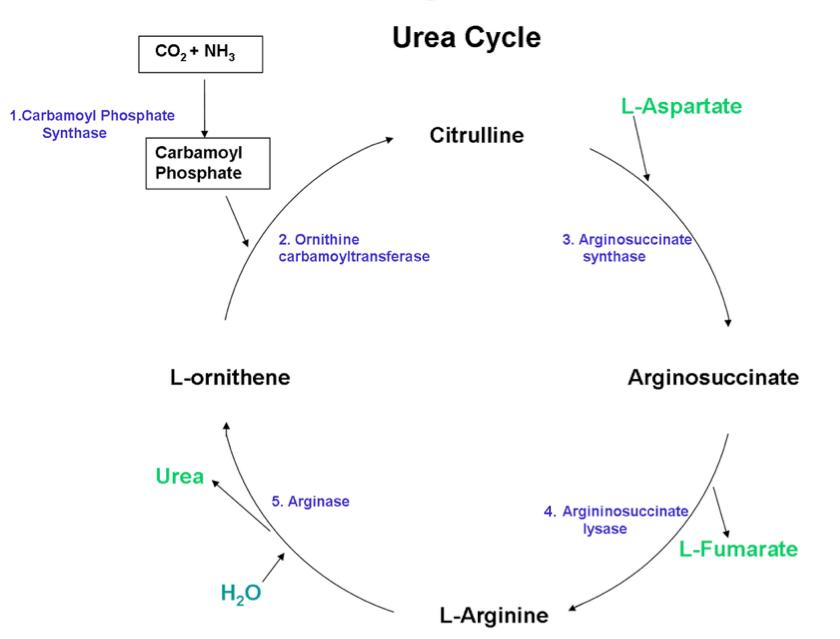 Urea Cycle
CO₂ + NH₃
1.Carbamoyl Phosphate
Synthase
Carbamoyl
Phosphate
Citrulline
L-Aspartate
2. Ornithine
carbamoyltransferase
3. Arginosuccinate
synthase
L-ornithene
Arginosuccinate
Urea
5. Arginase
4. Argininosuccinate
lysase
L-Fumarate
H₂O
L-Arginine